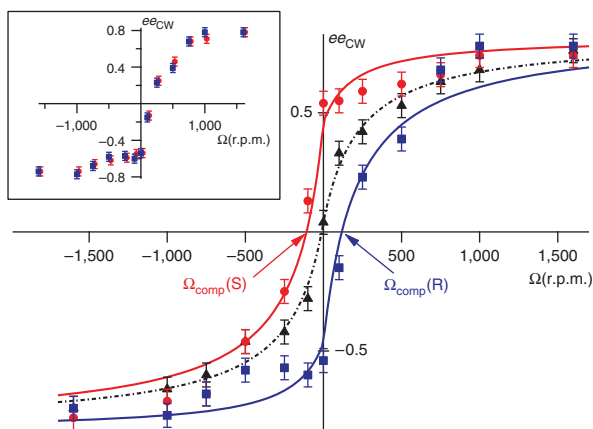 0.8
ee_CW
0.4
−1,000
1,000
Ω(r.p.m.)
−0.4
−0.8
ee_CW
0.5
−1,500
−1,000
−500
500
1,000
1,500
Ω_comp(S)
Ω_comp(R)
Ω(r.p.m.)
-0.5